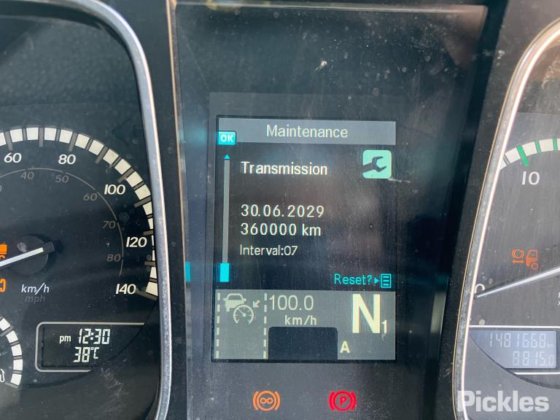 OK
Maintenance
Transmission
30.06.2029
360000 km
Interval:07
Reset?
100.0
km/h
N1
A
60
80
100
120
140
km/h
mph
pm 12:30
38°C
10
1481668
P
Pickles